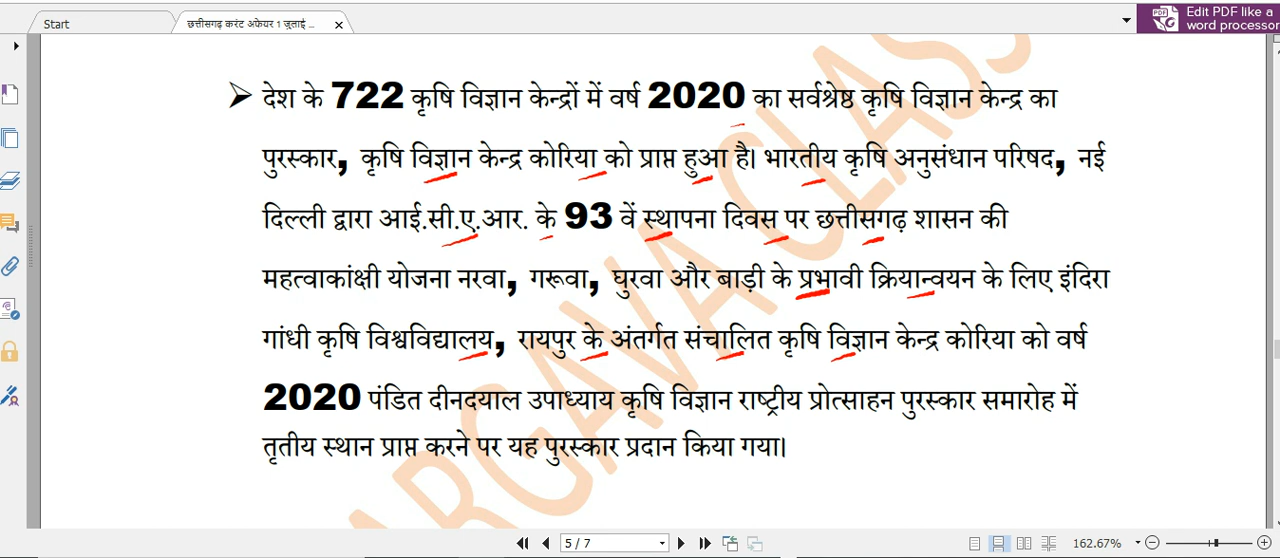 Start
छत्तीसगढ़ करंट अफेयर 1 जुलाई ...
Edit PDF like a
word processor
➢ देश के 722 कृषि विज्ञान केन्द्रों में वर्ष 2020 का सर्वश्रेष्ठ कृषि विज्ञान केन्द्र का
पुरस्कार, कृषि विज्ञान केन्द्र कोरिया को प्राप्त हुआ है। भारतीय कृषि अनुसंधान परिषद, नई
दिल्ली द्वारा आई.सी.ए.आर. के 93 वें स्थापना दिवस पर छत्तीसगढ़ शासन की
महत्वाकांक्षी योजना नरवा, गरूवा, घुरवा और बाड़ी के प्रभावी क्रियान्वयन के लिए इंदिरा
गांधी कृषि विश्वविद्यालय, रायपुर के अंतर्गत संचालित कृषि विज्ञान केन्द्र कोरिया को वर्ष
2020 पंडित दीनदयाल उपाध्याय कृषि विज्ञान राष्ट्रीय प्रोत्साहन पुरस्कार समारोह में
तृतीय स्थान प्राप्त करने पर यह पुरस्कार प्रदान किया गया।
5 / 7
162.67%